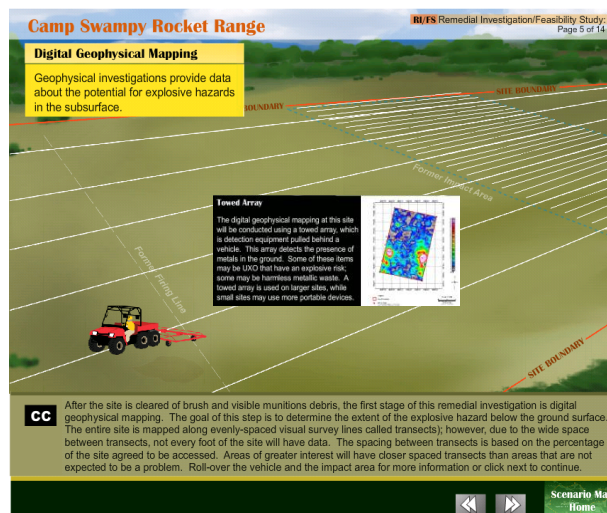 Camp Swampy Rocket Range
RI/FS Remedial Investigation/Feasibility Study:
Page 5 of 14
Digital Geophysical Mapping
Geophysical investigations provide data
about the potential for explosive hazards
in the subsurface.
OUNDARY
SITE BOUNDARY
Former Impact Area
Towed Array
The digital geophysical mapping at this site
will be conducted using a towed array, which
is detection equipment pulled behind a
vehicle. This array detects the presence of
metals in the ground. Some of these items
may be UXO that have an explosive risk;
some may be harmless metallic waste. A
towed array is used on larger sites, while
small sites may use more portable devices.
Former Firing Line
SITE BOUNDARY
CC
After the site is cleared of brush and visible munitions debris, the first stage of this remedial investigation is digital
geophysical mapping. The goal of this step is to determine the extent of the explosive hazard below the ground surface.
The entire site is mapped along evenly-spaced visual survey lines called transects); however, due to the wide space
between transects, not every foot of the site will have data. The spacing between transects is based on the percentage
of the site agreed to be accessed. Areas of greater interest will have closer spaced transects than areas that are not
expected to be a problem. Roll-over the vehicle and the impact area for more information or click next to continue.
Scenario Ma
Home